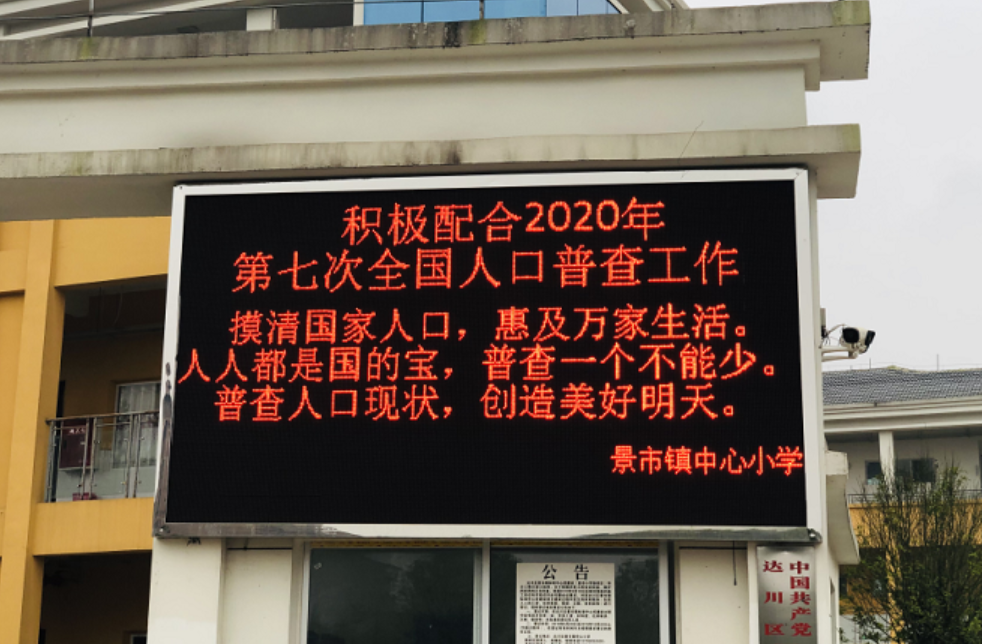 积极配合2020年
第七次全国人口普查工作
摸清国家人口，惠及万家生活。
人人都是国的宝，普查一个不能少。
普查人口现状，创造美好明天。
景市镇中心小学
公告
中国共产党
达川区